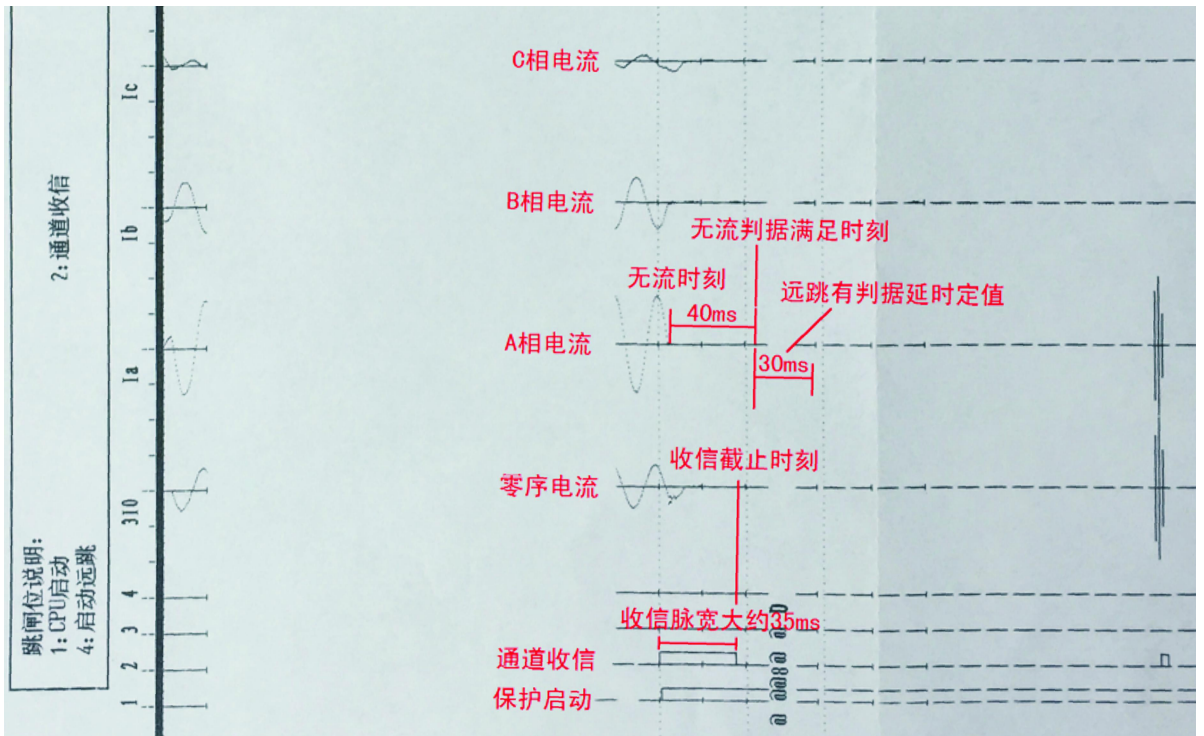 C相电流
Ic
2:通道收信
B相电流
Ib
无流判据满足时刻
无流时刻
远跳有判据延时定值
40ms
A相电流
30ms
Ia
收信截止时刻
零序电流
3I0
跳闸位说明:
1:CPU启动
4:启动远跳
4
收信脉宽大约35ms
3
通道收信
2
保护启动
1